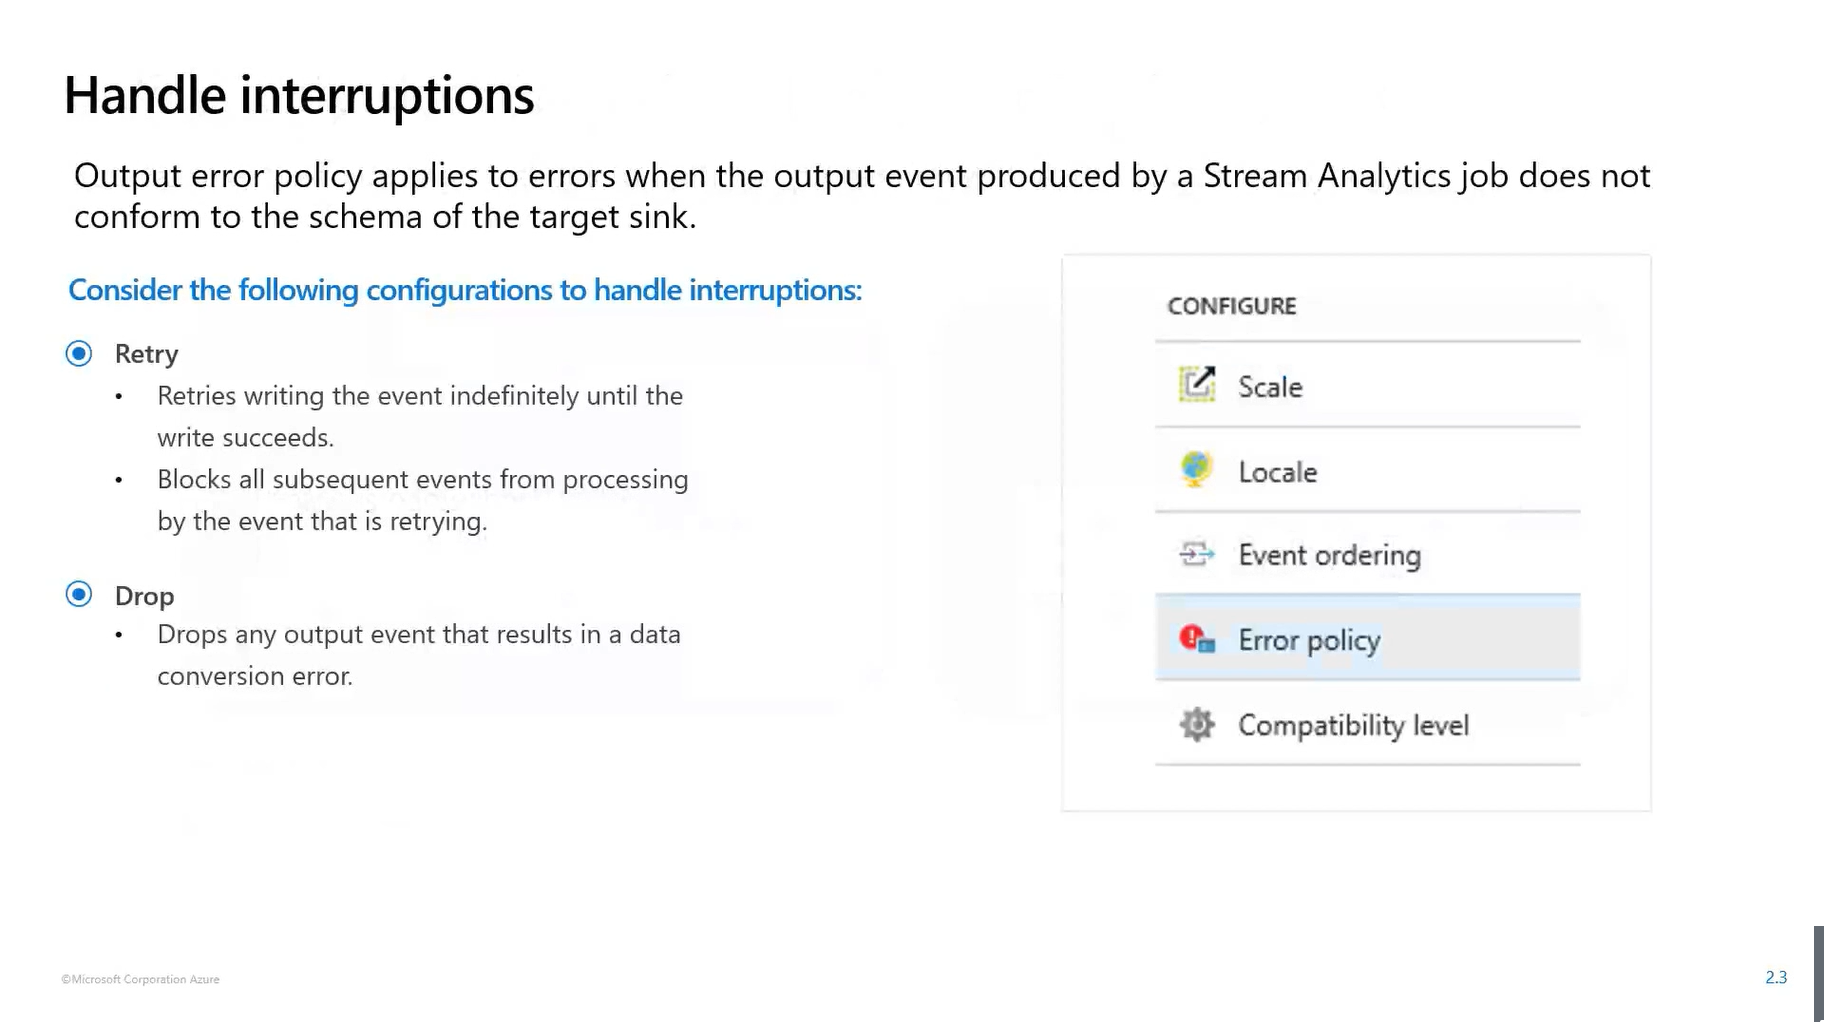 Handle interruptions
Output error policy applies to errors when the output event produced by a Stream Analytics job does not
conform to the schema of the target sink.
Consider the following configurations to handle interruptions:
Retry
• Retries writing the event indefinitely until the
write succeeds.
• Blocks all subsequent events from processing
by the event that is retrying.
Drop
• Drops any output event that results in a data
conversion error.
CONFIGURE
Scale
Locale
Event ordering
Error policy
Compatibility level
©Microsoft Corporation Azure
2.3